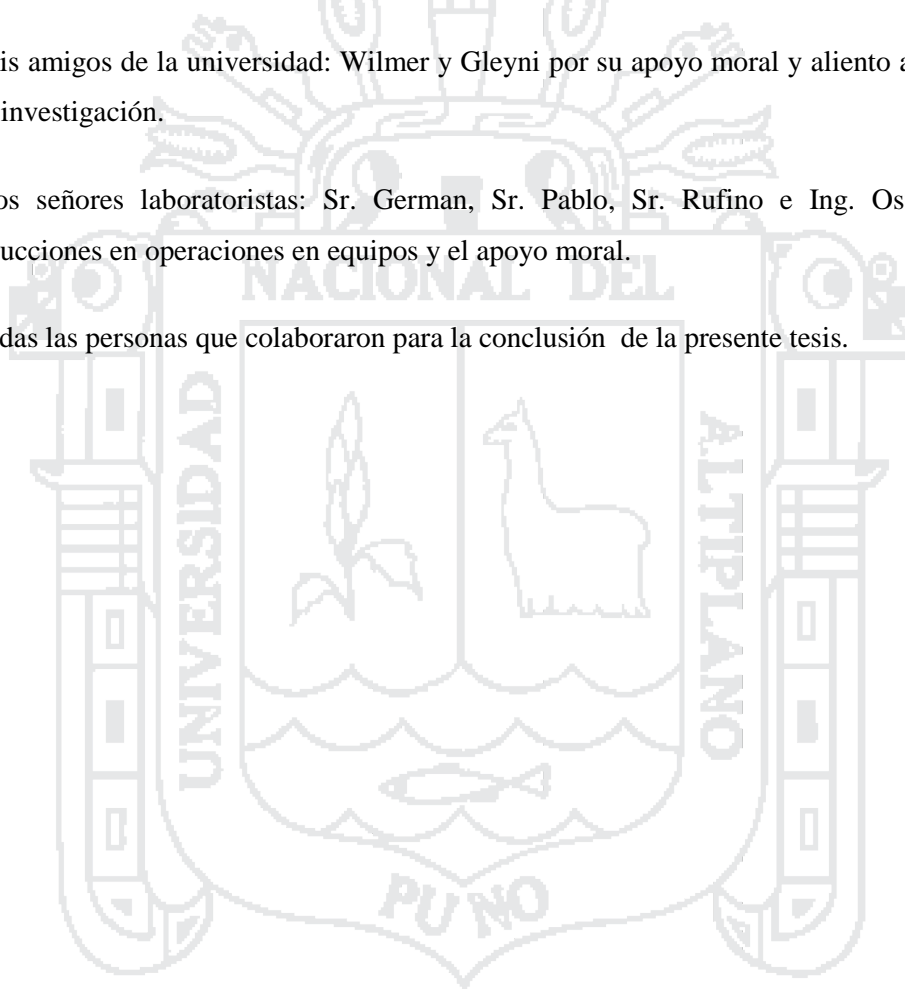 is amigos de la universidad: Wilmer y Gleyni por su apoyo moral y aliento a
investigación.
os señores laboratoristas: Sr. German, Sr. Pablo, Sr. Rufino e Ing. Os
ucciones en operaciones en equipos y el apoyo moral.
das las personas que colaboraron para la conclusión de la presente tesis.
NACIONAL DEL
UNIVERSIDAD
ALTIPLANO
PUNO